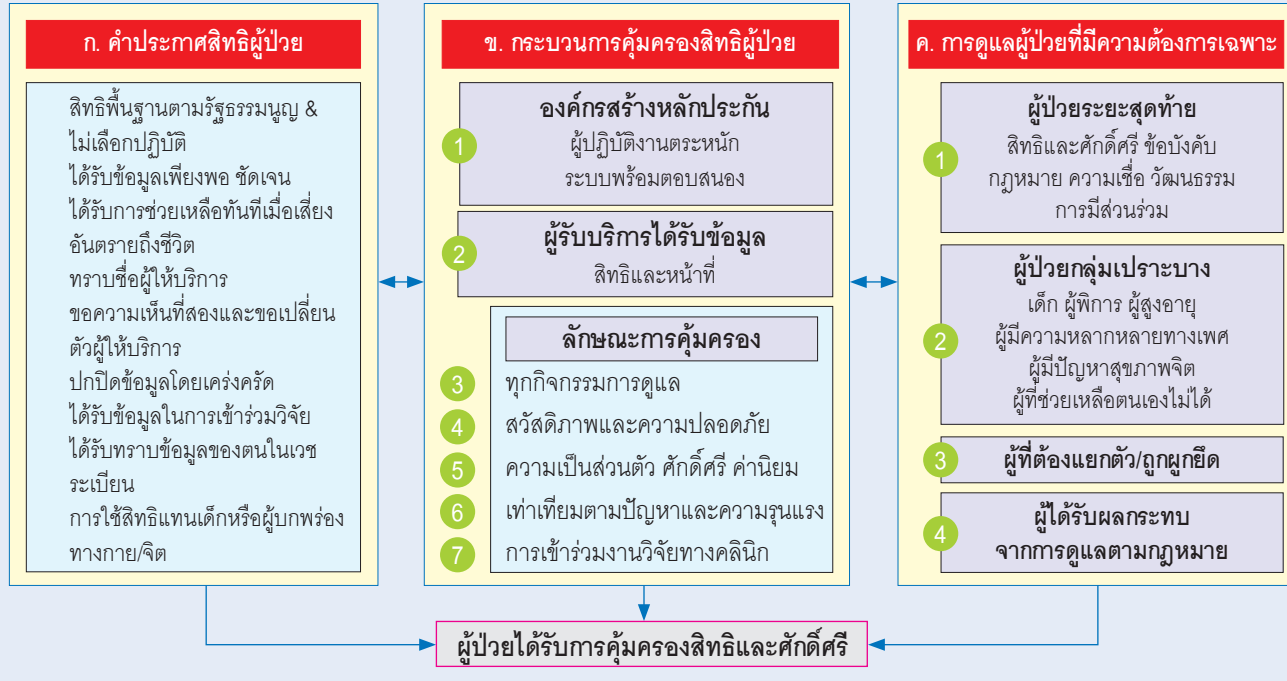 ก. คำประกาศสิทธิผู้ป่วย
สิทธิพื้นฐานตามรัฐธรรมนูญ &
ไม่เลือกปฏิบัติ
ได้รับข้อมูลเพียงพอ ชัดเจน
ได้รับการช่วยเหลือทันทีเมื่อเสี่ยง
อันตรายถึงชีวิต
ทราบชื่อผู้ให้บริการ
ขอความเห็นที่สองและขอเปลี่ยน
ตัวผู้ให้บริการ
ปกปิดข้อมูลโดยเคร่งครัด
ได้รับข้อมูลในการเข้าร่วมวิจัย
ได้รับทราบข้อมูลของตนในเวช
ระเบียน
การใช้สิทธิแทนเด็กหรือผู้บกพร่อง
ทางกาย/จิต
ข. กระบวนการคุ้มครองสิทธิผู้ป่วย
องค์กรสร้างหลักประกัน
1 ผู้ปฏิบัติงานตระหนัก
ระบบพร้อมตอบสนอง
ผู้รับบริการได้รับข้อมูล
2 สิทธิและหน้าที่
ลักษณะการคุ้มครอง
3 ทุกกิจกรรมการดูแล
4 สวัสดิภาพและความปลอดภัย
5 ความเป็นส่วนตัว ศักดิ์ศรี ค่านิยม
6 เท่าเทียมตามปัญหาและความรุนแรง
7 การเข้าร่วมงานวิจัยทางคลินิก
ค. การดูแลผู้ป่วยที่มีความต้องการเฉพาะ
ผู้ป่วยระยะสุดท้าย
1 สิทธิและศักดิ์ศรี ข้อบังคับ
กฎหมาย ความเชื่อ วัฒนธรรม
การมีส่วนร่วม
ผู้ป่วยกลุ่มเปราะบาง
เด็ก ผู้พิการ ผู้สูงอายุ
2 ผู้มีความหลากหลายทางเพศ
ผู้มีปัญหาสุขภาพจิต
ผู้ที่ช่วยเหลือตนเองไม่ได้
3 ผู้ที่ต้องแยกตัว/ถูกผูกยึด
4 ผู้ได้รับผลกระทบ
จากการดูแลตามกฎหมาย
ผู้ป่วยได้รับการคุ้มครองสิทธิและศักดิ์ศรี